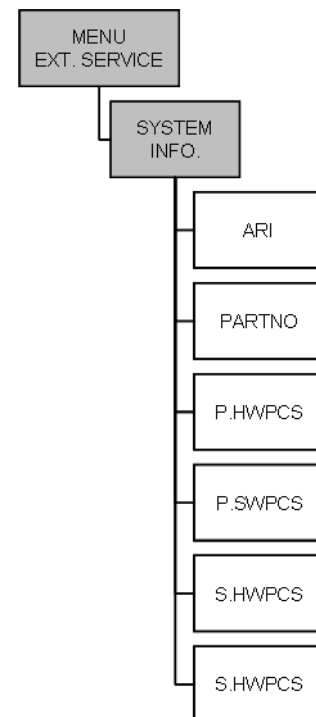 MENU
EXT. SERVICE
SYSTEM
INFO.
ARI
PARTNO
P.HWPCS
P.SWPCS
S.HWPCS
S.HWPCS